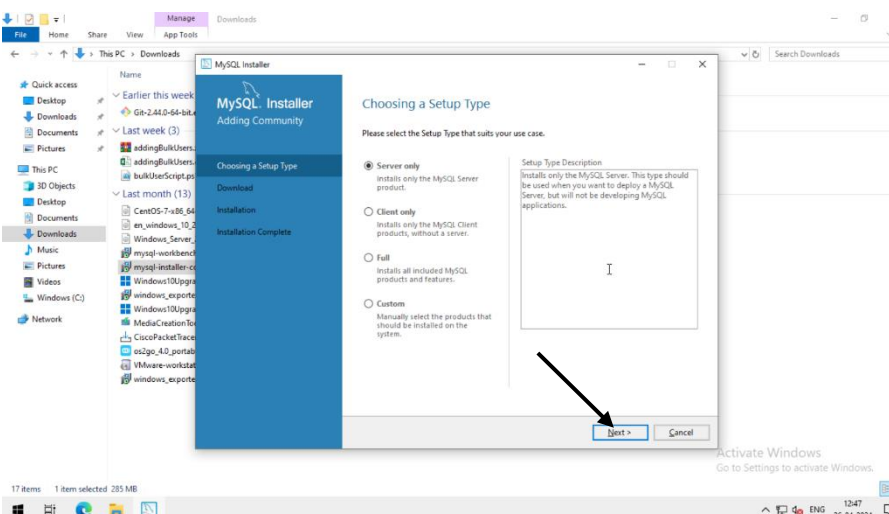 Manage
Downloads
File Home Share View App Tools
This PC > Downloads
Search Downloads
Quick access
Desktop
Downloads
Documents
Pictures
This PC
3D Objects
Desktop
Documents
Downloads
Music
Pictures
Videos
Windows (C:)
Network
Name
Earlier this week
Git-2.44.0-64-bit.e
Last week (3)
addingBulkUsers.
addingBulkUsers.
bulkUserScript.ps
Last month (13)
CentOS-7-x86_64
en_windows_10_2
Windows_Server_
mysql-workbench
mysql-installer-co
Windows10Upgra
windows_exporte
Windows10Upgra
MediaCreationToo
CiscoPacketTrace
os2go_4.0_portab
VMware-workstat
windows_exporte
MySQL Installer
MySQL. Installer
Adding Community
Choosing a Setup Type
Download
Installation
Installation Complete
Choosing a Setup Type
Please select the Setup Type that suits your use case.
Server only
Installs only the MySQL Server
product.
Client only
Installs only the MySQL Client
products, without a server.
Full
Installs all included MySQL
products and features.
Custom
Manually select the products that
should be installed on the
system.
Setup Type Description
Installs only the MySQL Server. This type should
be used when you want to deploy a MySQL
Server, but will not be developing MySQL
applications.
Next >
Cancel
Activate Windows
Go to Settings to activate Windows.
17 items 1 item selected 285 MB
ENG
12:47